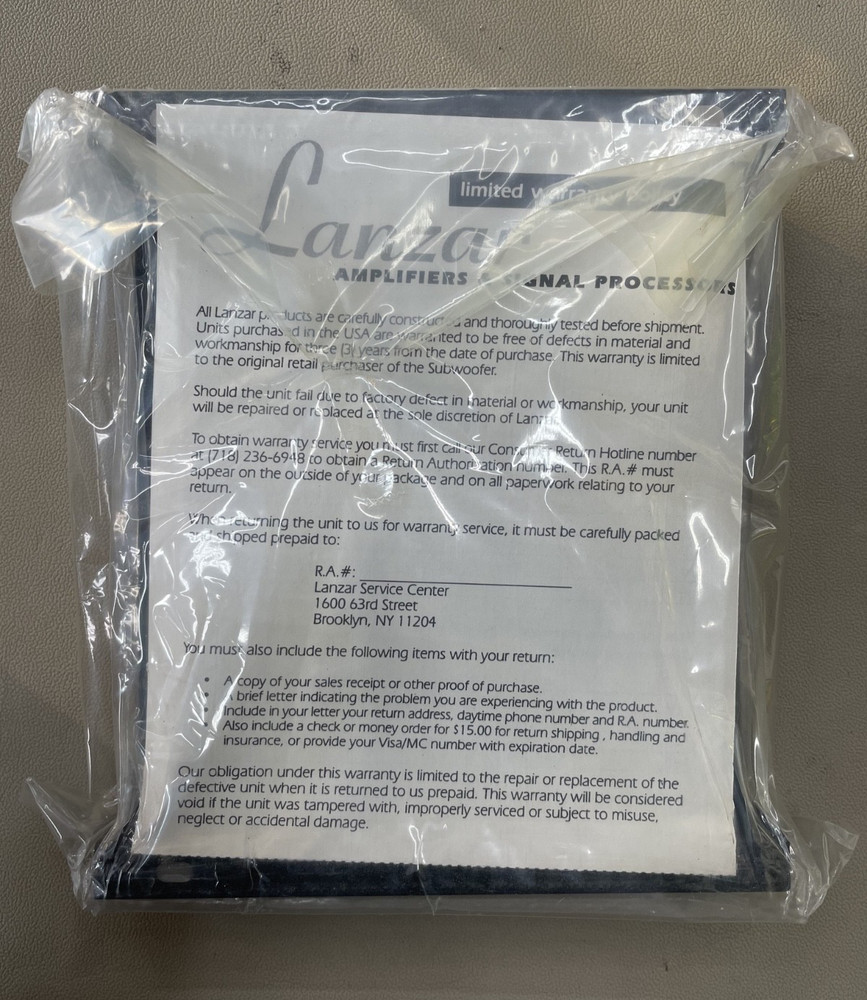 limited warranty policy
Lanzar
AMPLIFIERS & SIGNAL PROCESSORS
All Lanzar products are carefully constructed and thoroughly tested before shipment.
Units purchased in the USA are warranted to be free of defects in material and
workmanship for three (3) years from the date of purchase. This warranty is limited
to the original retail purchaser of the Subwoofer.
Should the unit fail due to factory defect in material or workmanship, your unit
will be repaired or replaced at the sole discretion of Lanzar.
To obtain warranty service you must first call our Consumer Return Hotline number
at (718) 236-6948 to obtain a Return Authorization number. This R.A.# must
appear on the outside of your package and on all paperwork relating to your
return.
When returning the unit to us for warranty service, it must be carefully packed
and shipped prepaid to:
R.A.#:
Lanzar Service Center
1600 63rd Street
Brooklyn, NY 11204
You must also include the following items with your return:
• A copy of your sales receipt or other proof of purchase.
• A brief letter indicating the problem you are experiencing with the product.
• Include in your letter your return address, daytime phone number and R.A. number.
• Also include a check or money order for $15.00 for return shipping , handling and
insurance, or provide your Visa/MC number with expiration date.
Our obligation under this warranty is limited to the repair or replacement of the
defective unit when it is returned to us prepaid. This warranty will be considered
void if the unit was tampered with, improperly serviced or subject to misuse,
neglect or accidental damage.